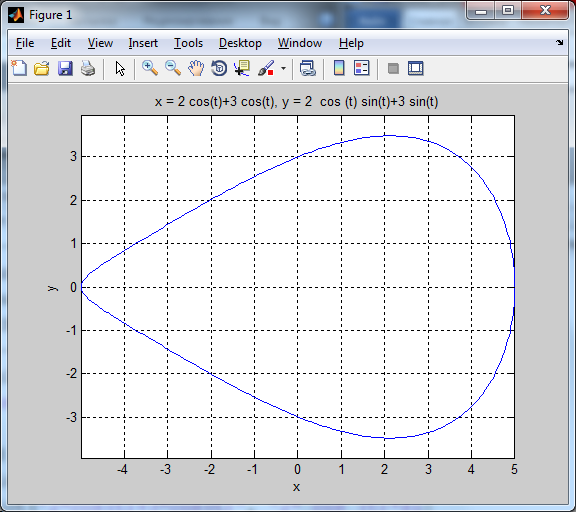 Figure 1
File Edit View Insert Tools Desktop Window Help
x = 2 cos(t)+3 cos(t), y = 2  cos (t) sin(t)+3 sin(t)
3
2
1
0
-1
-2
-3
y
-4 -3 -2 -1 0 1 2 3 4 5
x